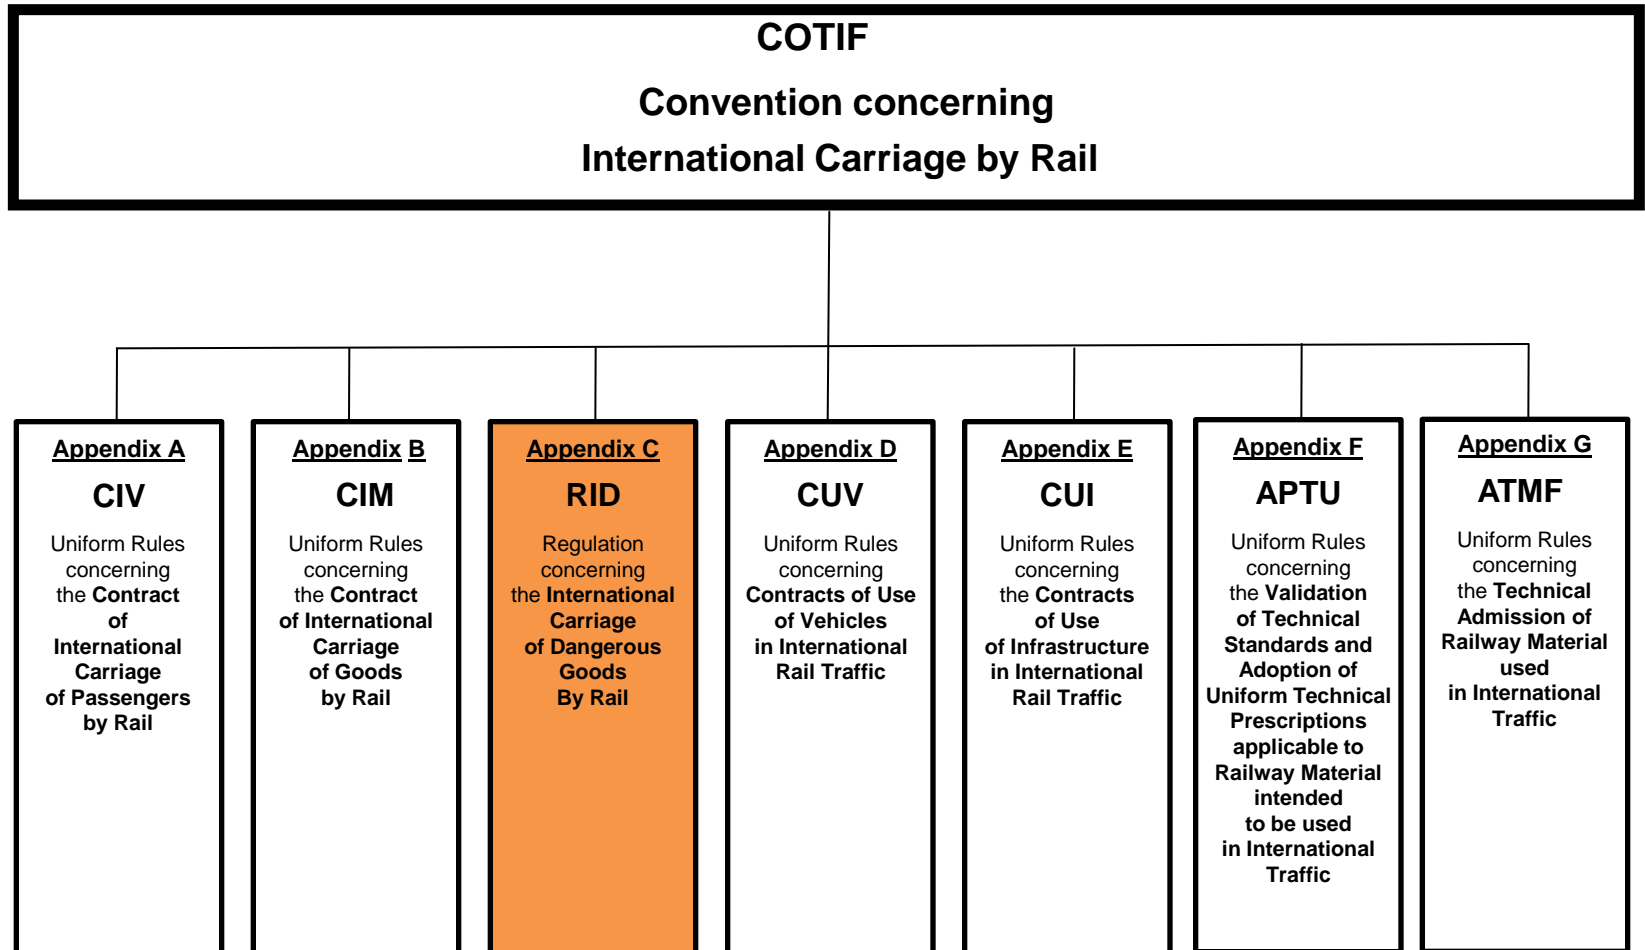 COTIF
Convention concerning
International Carriage by Rail
Appendix A
CIV
Uniform Rules
concerning
the Contract
of
International
Carriage
of Passengers
by Rail
Appendix B
CIM
Uniform Rules
concerning
the Contract
of International
Carriage
of Goods
by Rail
Appendix C
RID
Regulation
concerning
the International
Carriage
of Dangerous
Goods
By Rail
Appendix D
CUV
Uniform Rules
concerning
Contracts of Use
of Vehicles
in International
Rail Traffic
Appendix E
CUI
Uniform Rules
concerning
the Contracts
of Use
of Infrastructure
in International
Rail Traffic
Appendix F
APTU
Uniform Rules
concerning
the Validation
of Technical
Standards and
Adoption of
Uniform Technical
Prescriptions
applicable to
Railway Material
intended
to be used
in International
Traffic
Appendix G
ATMF
Uniform Rules
concerning
the Technical
Admission of
Railway Material
used
in International
Traffic